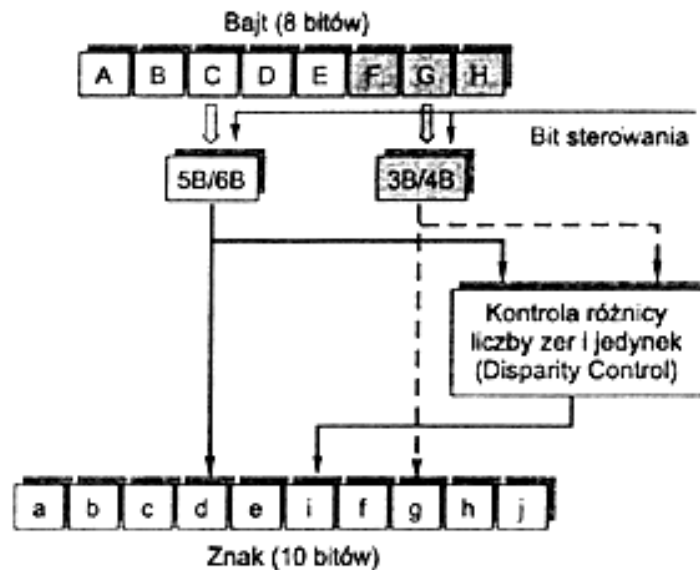 Bajt (8 bitów)
A B C D E F G H
Bit sterowania
5B/6B 3B/4B
Kontrola różnicy
liczby zer i jedynek
(Disparity Control)
a b c d e i f g h j
Znak (10 bitów)